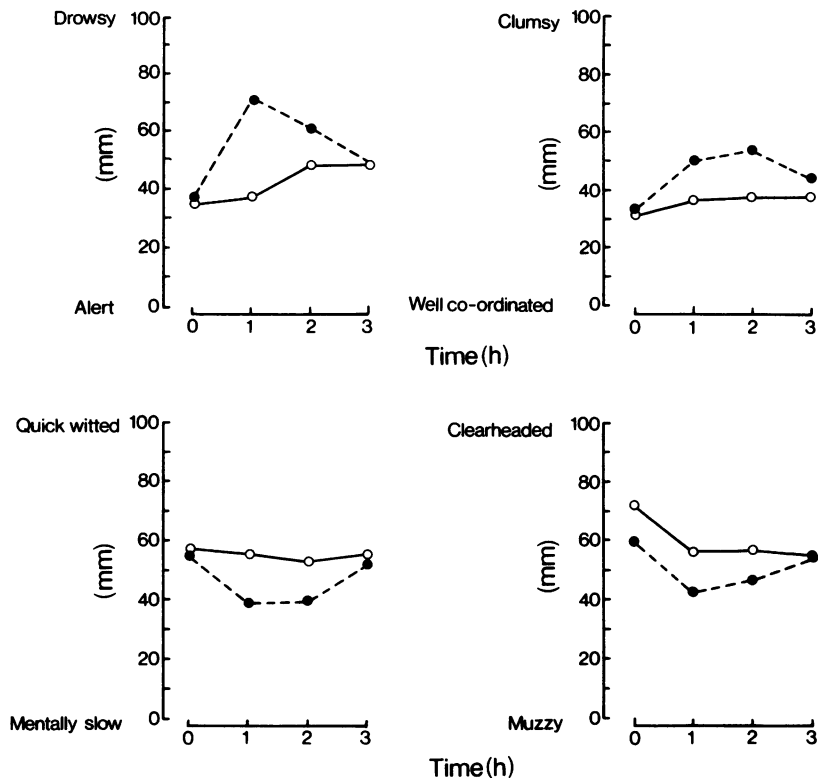 Drowsy 100
80
60
(mm)
40
20
Alert 0
0 1 2 3
Clumsy 100
80
60
(mm)
40
20
Well co-ordinated 0
0 1 2 3
Time (h)
Quick witted 100
80
60
(mm)
40
20
Mentally slow 0
0 1 2 3
Clearheaded 100
80
60
(mm)
40
20
Muzzy 0
0 1 2 3
Time (h)